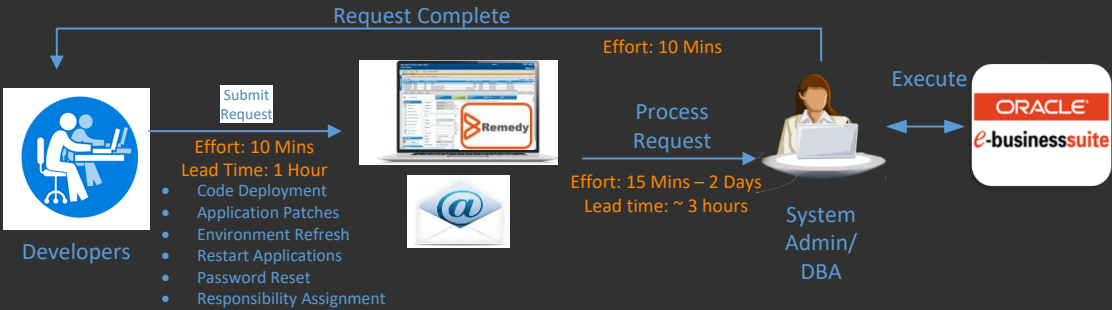 Request Complete
Effort: 10 Mins
Submit
Request
Effort: 10 Mins
Lead Time: 1 Hour
• Code Deployment
• Application Patches
• Environment Refresh
• Restart Applications
• Password Reset
• Responsibility Assignment
Developers
Remedy
@
Process
Request
Effort: 15 Mins – 2 Days
Lead time: ~ 3 hours
System
Admin/
DBA
Execute
ORACLE
e-businesssuite